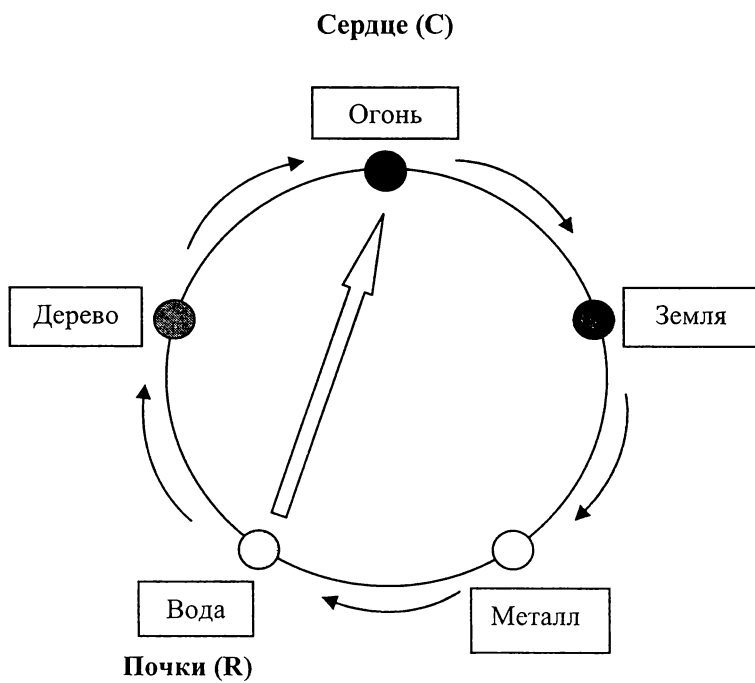 Сердце (С)
Огонь
Дерево
Земля
Вода
Металл
Почки (R)